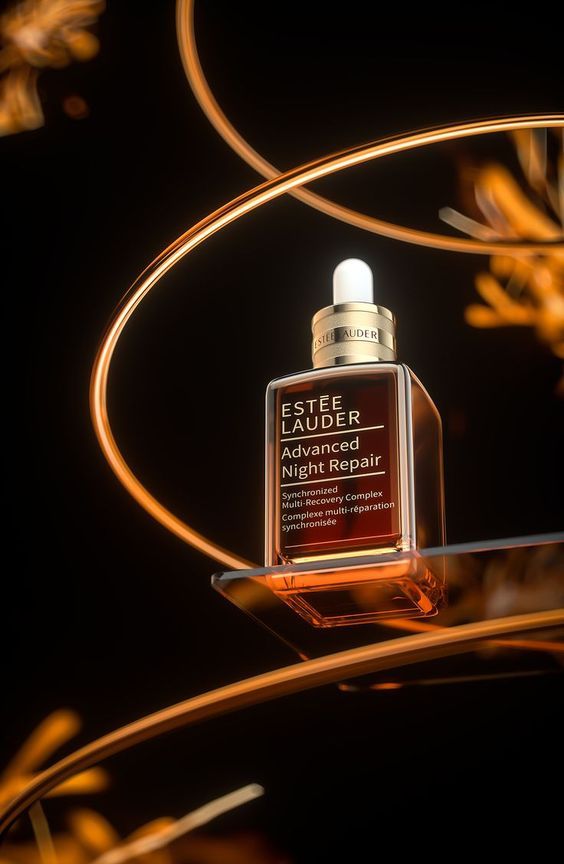 ESTĒE LAUDER
ESTĒE
LAUDER
Advanced
Night Repair
Synchronized
Multi-Recovery Complex
Complexe multi-réparation
synchronisée